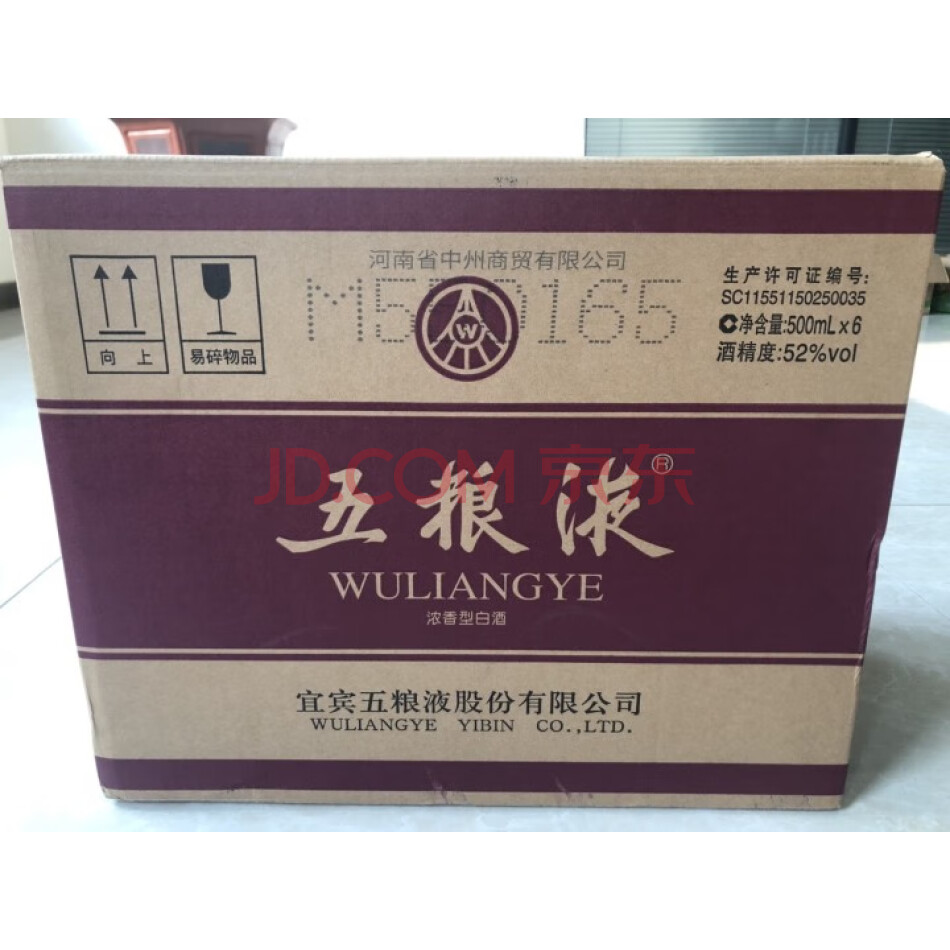 河南省中州商贸有限公司
W
向 上
易碎物品
生产许可证编号:
SC11551150250035
C净含量:500mL×6
酒精度:52%vol
JD.COM 京东
五粮液®
WULIANGYE
浓香型白酒
宜宾五粮液股份有限公司
WULIANGYE YIBIN CO.,LTD.